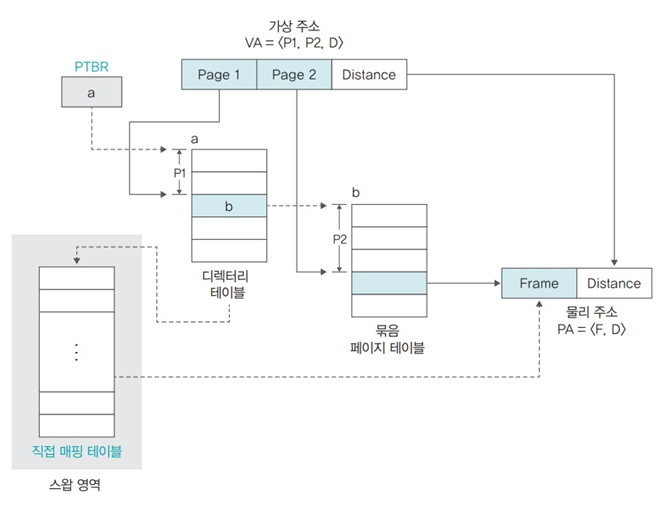 가상 주소
VA = ⟨P1, P2, D⟩
PTBR
a
Page 1
Page 2
Distance
a
P1
b
b
P2
디렉터리
테이블
묶음
페이지 테이블
Frame
Distance
물리 주소
PA = ⟨F, D⟩
직접 매핑 테이블
스왑 영역